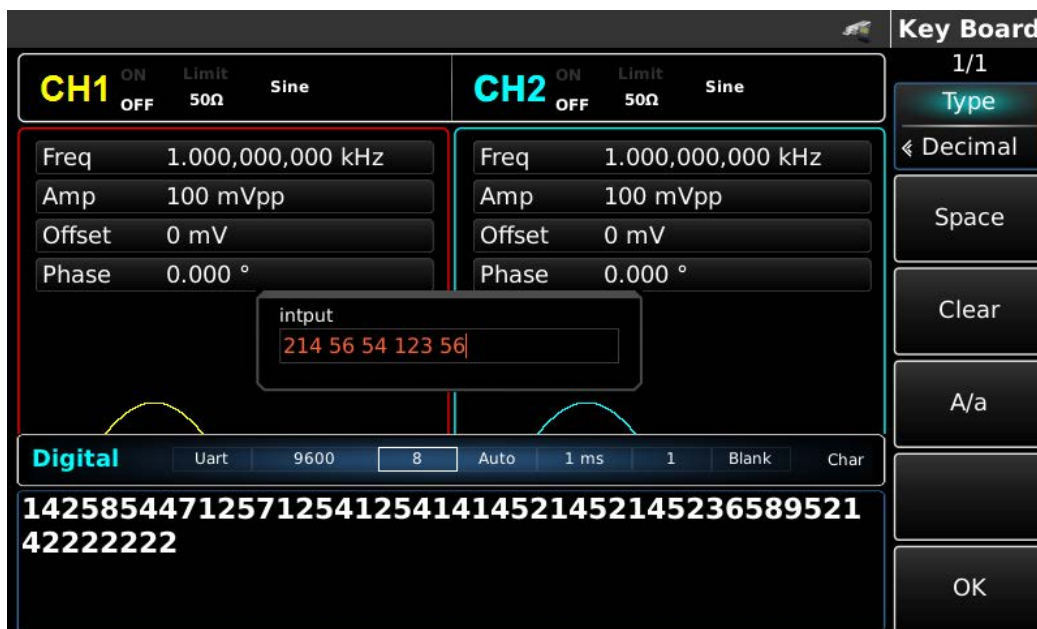 Key Board
1/1
CH1 ON OFF Limit 50Ω Sine
CH2 ON OFF Limit 50Ω Sine
Type
« Decimal
Freq 1.000,000,000 kHz
Amp 100 mVpp
Offset 0 mV
Phase 0.000 °
Freq 1.000,000,000 kHz
Amp 100 mVpp
Offset 0 mV
Phase 0.000 °
Space
Clear
A/a
OK
intput
214 56 54 123 56
Digital Uart 9600 8 Auto 1 ms 1 Blank Char
142585447125712541254141452145214523658952​1
42222222